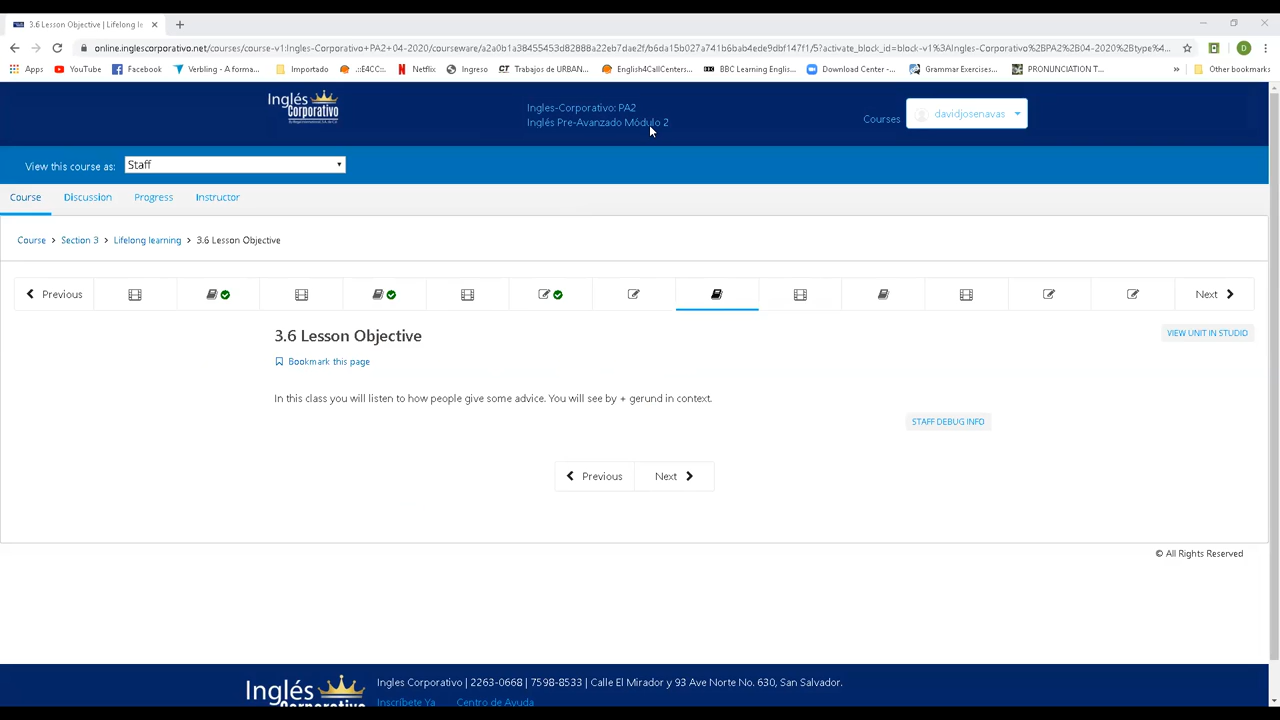 3.6 Lesson Objective | Lifelong le
online.inglescorporativo.net/courses/course-v1:Ingles-Corporativo+PA2+04-2020/courseware/a2a0b1a38455453d82888a22eb7dae2f/b6da15b027a741b6bab4ede9dbf147f1/5?activate_block_id=block-v1%3AIngles-Corporativo%2BPA2%2B04-2020%2Btype%4...
D
Apps YouTube Facebook Verbling - A forma... Importado .:::E4CC::. Netflix Ingreso Trabajos de URBAN... English4CallCenters... BBC Learning Englis... Download Center -... Grammar Exercises... PRONUNCIATION T... » Other bookmarks
Inglés
Corporativo
Ingles-Corporativo: PA2
Inglés Pre-Avanzado Módulo 2
Courses davidjosenavas
View this course as: Staff
Course Discussion Progress Instructor
Course > Section 3 > Lifelong learning > 3.6 Lesson Objective
Previous Next
3.6 Lesson Objective
VIEW UNIT IN STUDIO
Bookmark this page
In this class you will listen to how people give some advice. You will see by + gerund in context.
STAFF DEBUG INFO
Previous Next
© All Rights Reserved
Inglés
Corporativo
Ingles Corporativo | 2263-0668 | 7598-8533 | Calle El Mirador y 93 Ave Norte No. 630, San Salvador.
Inscríbete Ya Centro de Ayuda